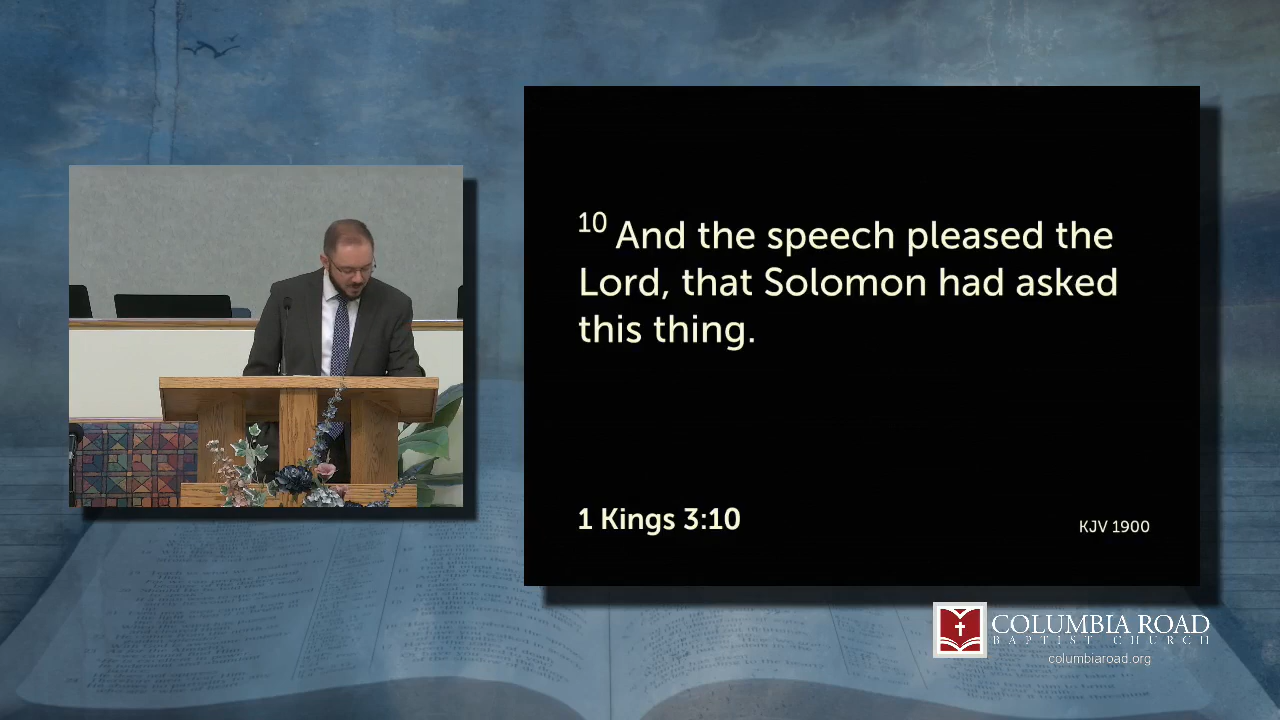 10 And the speech pleased the
Lord, that Solomon had asked
this thing.
1 Kings 3:10
KJV 1900
COLUMBIA ROAD
BAPTIST CHURCH
columbiaroad.org